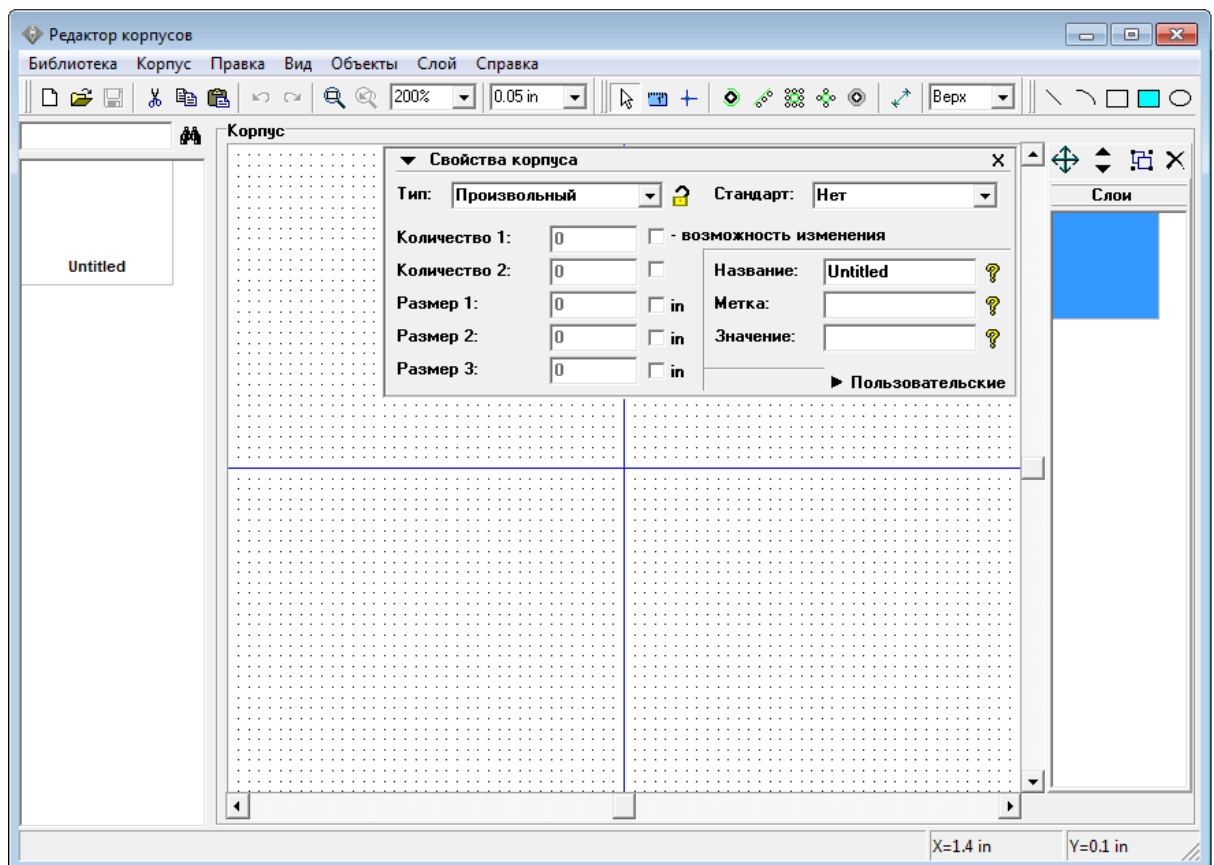 Редактор корпусов
Библиотека Корпус Правка Вид Объекты Слой Справка
200% 0.05 in Верх
Корпус
Свойства корпуса
Тип: Произвольный Стандарт: Нет
Слои
Количество 1: 0 - возможность изменения
Untitled
Количество 2: 0 Название: Untitled
Размер 1: 0 in Метка:
Размер 2: 0 in Значение:
Размер 3: 0 in
Пользовательские
X=1.4 in Y=0.1 in